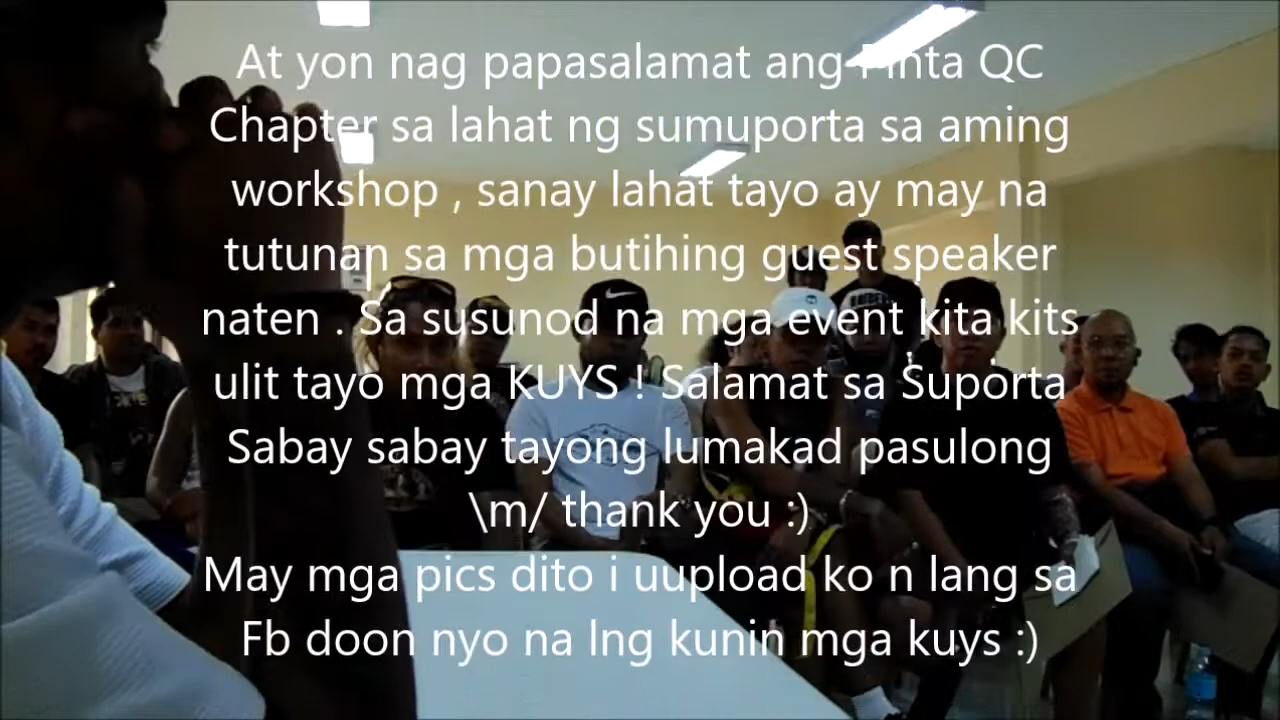 At yon nag papasalamat ang Pinta QC
Chapter sa lahat ng sumuporta sa aming
workshop , sanay lahat tayo ay may na
tutunan sa mga butihing guest speaker
naten . Sa susunod na mga event kita kits
ulit tayo mga KUYS ! Salamat sa Suporta
Sabay sabay tayong lumakad pasulong
\m/ thank you :)
May mga pics dito i uupload ko n lang sa
Fb doon nyo na lng kunin mga kuys :)